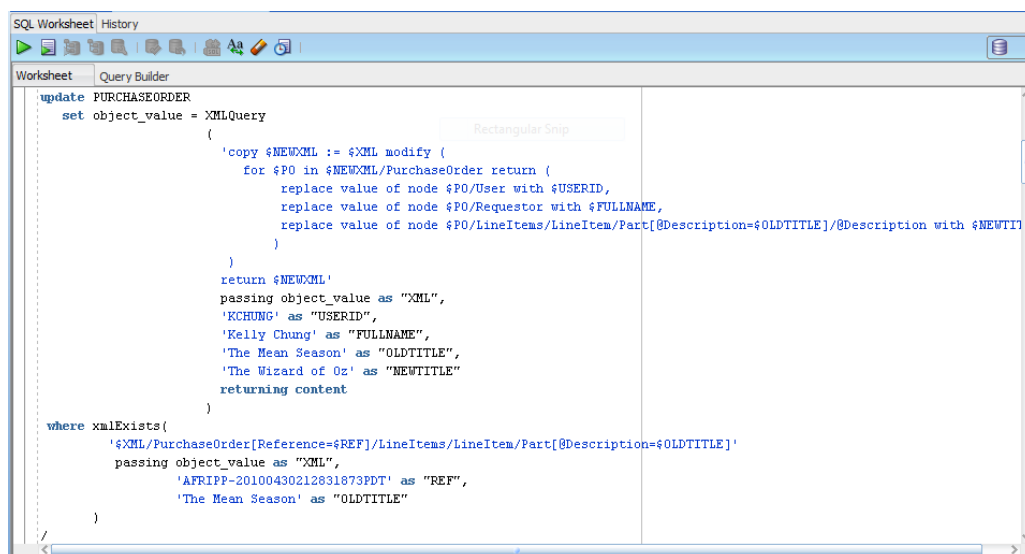 SQL Worksheet History
Aa
Worksheet Query Builder
Rectangular Snip
update PURCHASEORDER
set object_value = XMLQuery
(
'copy $NEWXML := $XML modify (
for $PO in $NEWXML/PurchaseOrder return (
replace value of node $PO/User with $USERID,
replace value of node $PO/Requestor with $FULLNAME,
replace value of node $PO/LineItems/LineItem/Part[@Description=$OLDTITLE]/@Description with $NEWTIT
)
)
return $NEWXML'
passing object_value as "XML",
'KCHUNG' as "USERID",
'Kelly Chung' as "FULLNAME",
'The Mean Season' as "OLDTITLE",
'The Wizard of Oz' as "NEWTITLE"
returning content
)
where xmlExists(
'$XML/PurchaseOrder[Reference=$REF]/LineItems/LineItem/Part[@Description=$OLDTITLE]'
passing object_value as "XML",
'AFRIPP-20100430212831873PDT' as "REF",
'The Mean Season' as "OLDTITLE"
)
/